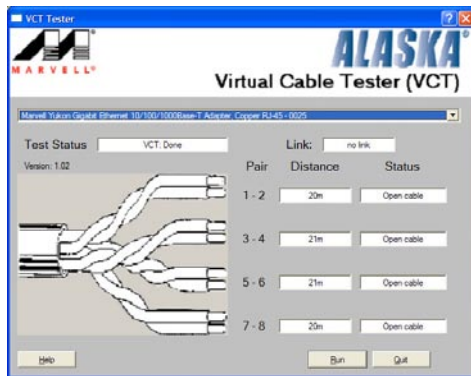 VCT Tester
MARVELL®
ALASKA®
Virtual Cable Tester (VCT)
Marvell Yukon Gigabit Ethernet 10/100/1000Base-T Adapter, Copper RJ-45 - 0025
Test Status VCT: Done Link: no link
Version: 1.02 Pair Distance Status
1 - 2 20m Open cable
3 - 4 21m Open cable
5 - 6 21m Open cable
7 - 8 20m Open cable
Help Run Quit